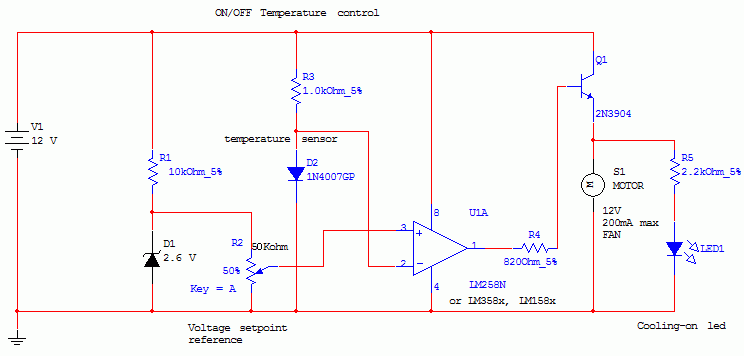 ON/OFF Temperature control
Q1
R3
1.0kOhm_5%
2N3904
V1
12 V
temperature sensor
R1
10kOhm_5%
D2
1N4007GP
S1
M
MOTOR
R5
2.2kOhm_5%
12V
200mA max
FAN
8
U1A
3
+
R4
1
2
-
820Ohm_5%
4
D1
2.6 V
R2
50Kohm
50%
Key = A
LED1
LM258N
or LM358x, LM158x
Voltage setpoint
reference
Cooling-on led